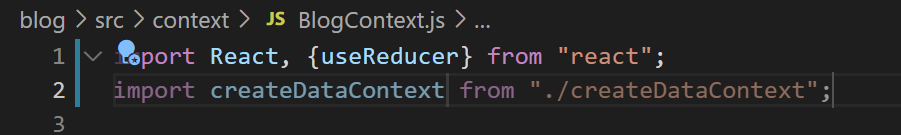 blog > src > context > JS BlogContext.js > ...
1 import React, {useReducer} from "react";
2 import createDataContext from "./createDataContext";
3